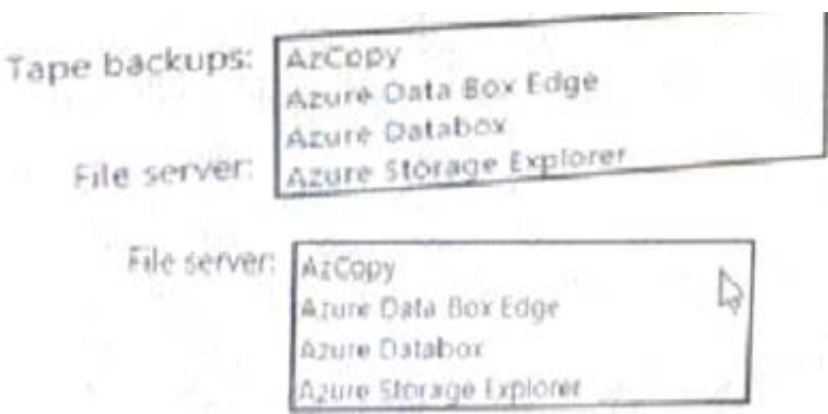 Tape backups:
AzCopy
Azure Data Box Edge
Azure Databox
File server:
Azure Storage Explorer
File server:
AzCopy
Azure Data Box Edge
Azure Databox
Azure Storage Explorer